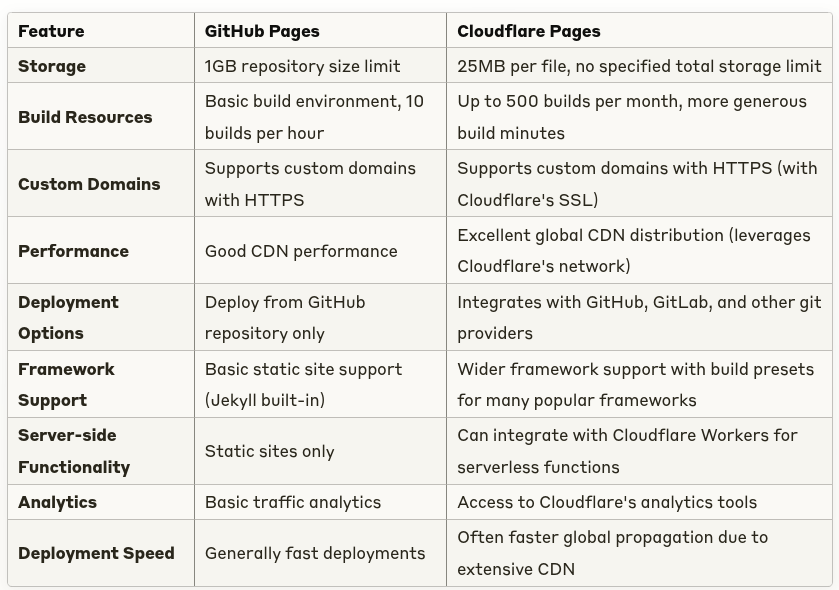 Feature GitHub Pages Cloudflare Pages
Storage 1GB repository size limit 25MB per file, no specified total storage limit
Build Resources Basic build environment, 10 builds per hour Up to 500 builds per month, more generous build minutes
Custom Domains Supports custom domains with HTTPS Supports custom domains with HTTPS (with Cloudflare's SSL)
Performance Good CDN performance Excellent global CDN distribution (leverages Cloudflare's network)
Deployment Options Deploy from GitHub repository only Integrates with GitHub, GitLab, and other git providers
Framework Support Basic static site support (Jekyll built-in) Wider framework support with build presets for many popular frameworks
Server-side Functionality Static sites only Can integrate with Cloudflare Workers for serverless functions
Analytics Basic traffic analytics Access to Cloudflare's analytics tools
Deployment Speed Generally fast deployments Often faster global propagation due to extensive CDN